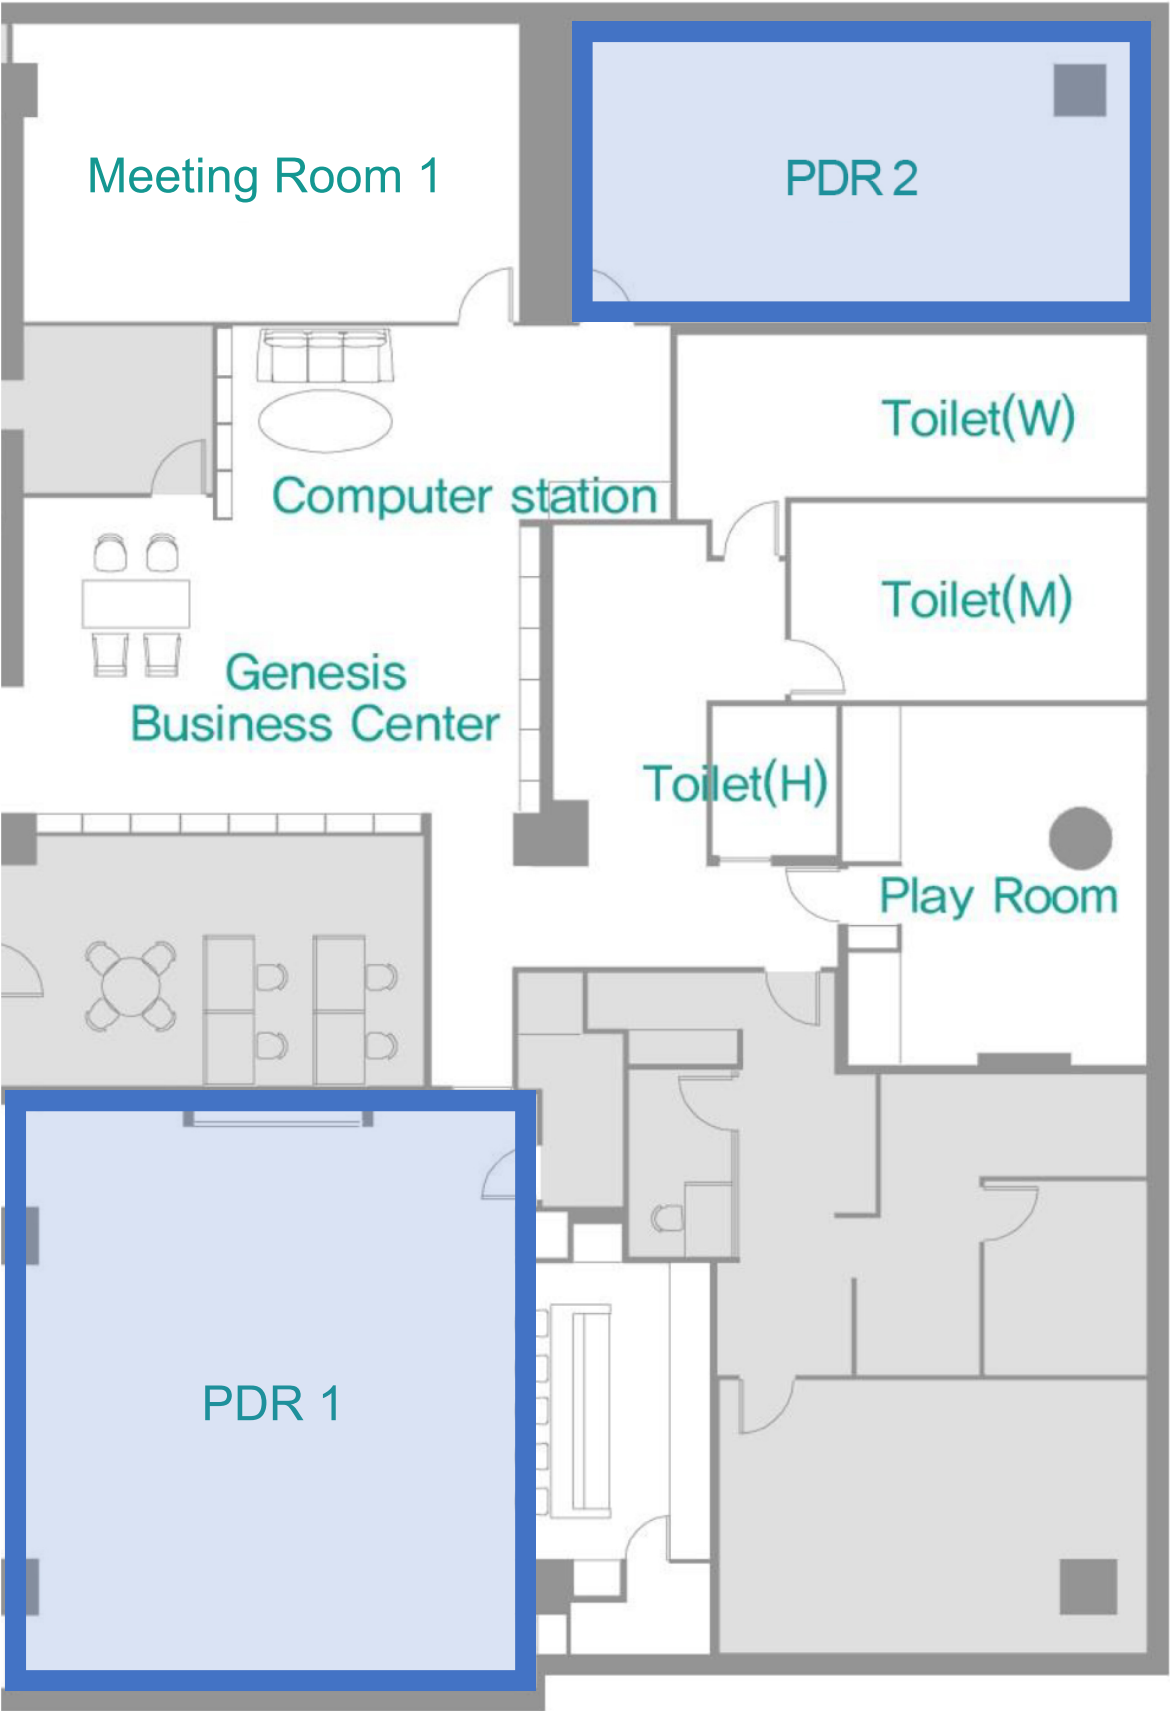 Meeting Room 1
PDR 2
Toilet(W)
Computer station
Toilet(M)
Genesis
Business Center
Toilet(H)
Play Room
PDR 1